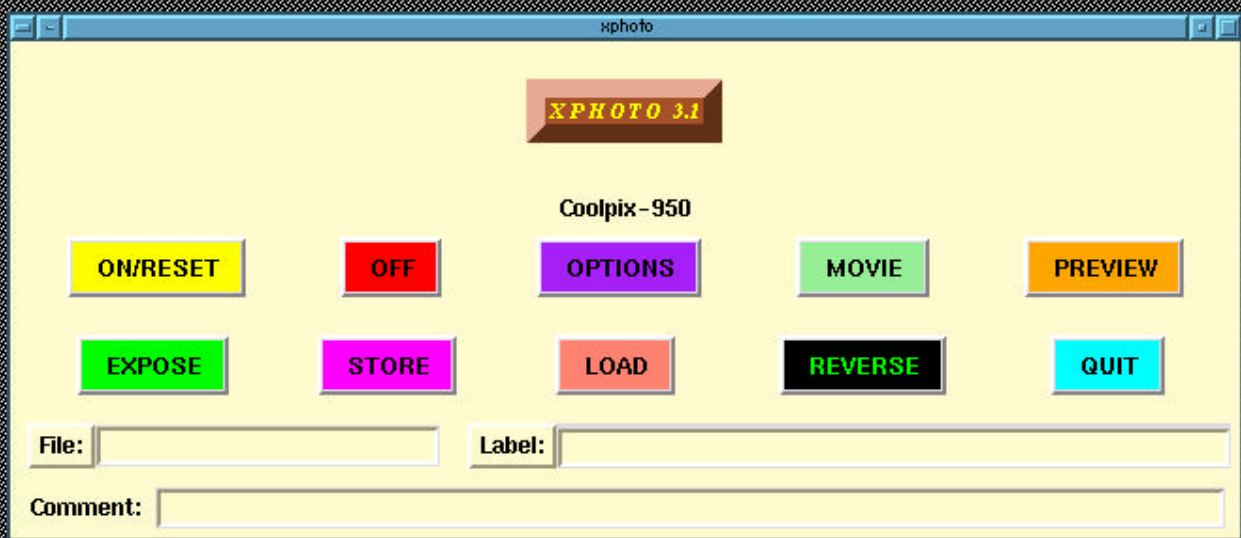 xphoto
XPHOTO 3.1
Coolpix-950
ON/RESET OFF OPTIONS MOVIE PREVIEW
EXPOSE STORE LOAD REVERSE QUIT
File: Label:
Comment: